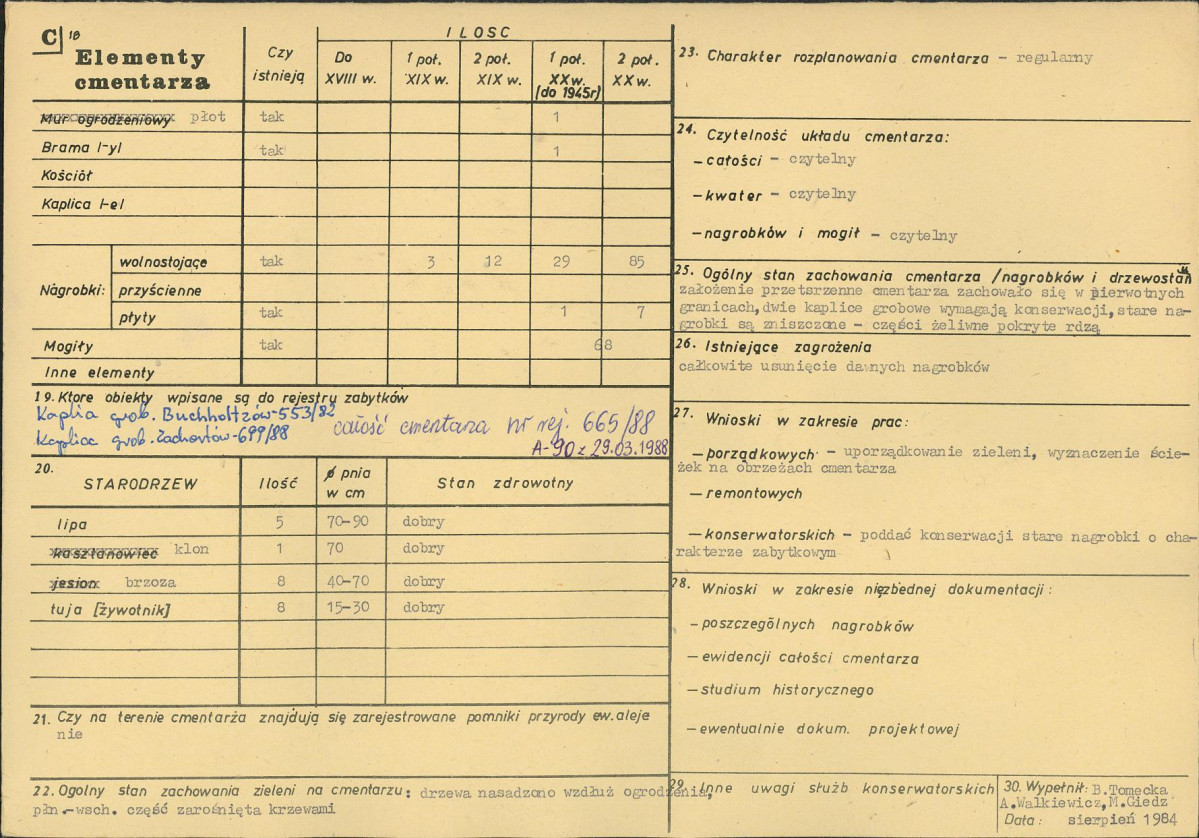 C 18
Elementy cmentarza
Czy istnieją
ILOSC
Do XVIII w.
1 poł. XIX w.
2 poł. XIX w.
1 poł. XX w. (do 1945r)
2 poł. XX w.
Mur ogrodzeniowy płot tak 1
Brama l-yl tak 1
Kościół
Kaplica l-el
Nagrobki:
wolnostojące tak 3 12 29 85
przyścienne
płyty tak 1 7
Mogiły tak 68
Inne elementy
19. Ktore obiekty wpisane są do rejestru zabytków
Kaplia grob. Buchholtzów-553/82
Kaplica grob. Zachertów-699/88
całość cmentarza nr rej. 665/88
A-90 z 29.03.1988
20.
STARODRZEW Ilość ø pnia w cm Stan zdrowotny
lipa 5 70-90 dobry
kasztanowiec klon 1 70 dobry
jesion brzoza 8 40-70 dobry
tuja [żywotnik] 8 15-30 dobry
21. Czy na terenie cmentarza znajdują się zarejestrowane pomniki przyrody ew. aleje
nie
22. Ogolny stan zachowania zieleni na cmentarzu: drzewa nasadzono wzdłuż ogrodzenia,
płn.-wsch. część zarośnięta krzewami
23. Charakter rozplanowania cmentarza - regularny
24. Czytelność układu cmentarza:
- całości - czytelny
- kwater - czytelny
- nagrobków i mogił - czytelny
25. Ogólny stan zachowania cmentarza /nagrobków i drzewostan
założenie przetsrzenne cmentarza zachowało się w pierwotnych
granicach, dwie kaplice grobowe wymagają konserwacji, stare na-
grobki są zniszczone - części żeliwne pokryte rdzą
26. Istniejące zagrożenia
całkowite usunięcie dawnych nagrobków
27. Wnioski w zakresie prac:
- porządkowych - uporządkowanie zieleni, wyznaczenie ście-
żek na obrzeżach cmentarza
- remontowych
- konserwatorskich - poddać konserwacji stare nagrobki o cha-
rakterze zabytkowym
28. Wnioski w zakresie niezbędnej dokumentacji:
- poszczególnych nagrobków
- ewidencji całości cmentarza
- studium historycznego
- ewentualnie dokum. projektowej
29. Inne uwagi służb konserwatorskich
30. Wypełnił: B.Tomecka
A.Walkiewicz, M.Giedz
Data: sierpień 1984